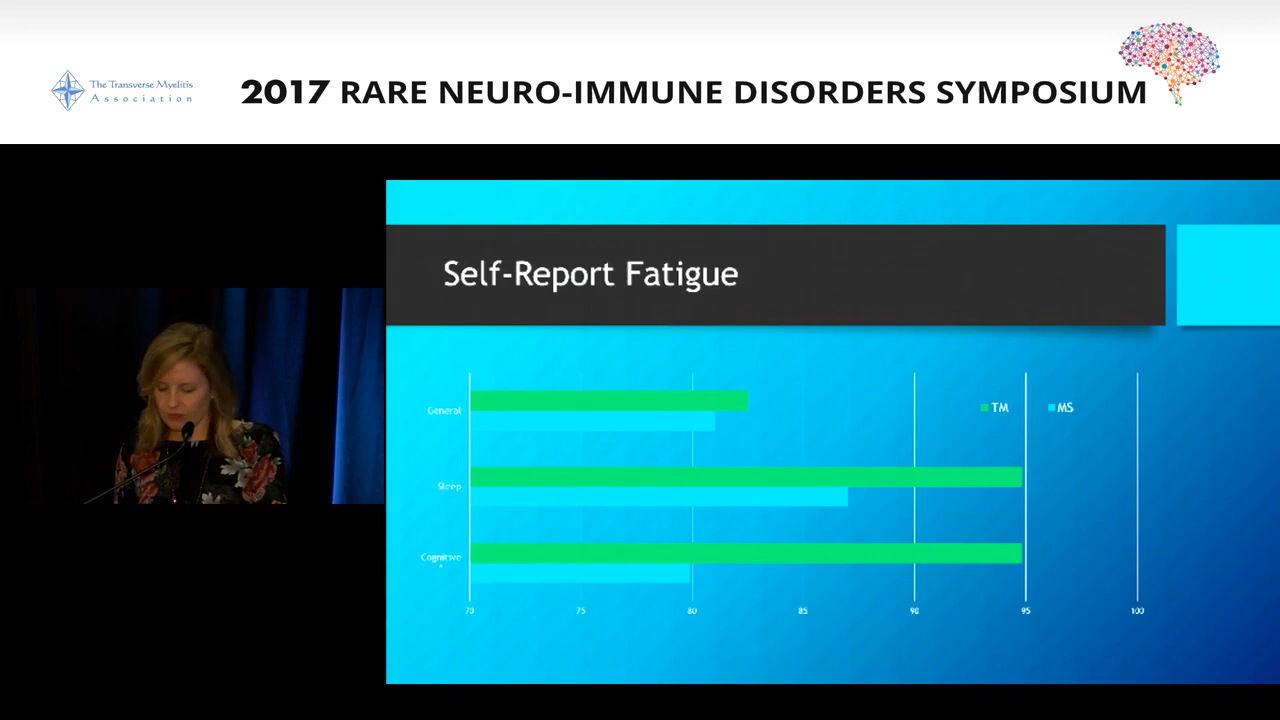 The Transverse Myelitis
Association
2017 RARE NEURO-IMMUNE DISORDERS SYMPOSIUM
Self-Report Fatigue
TM
MS
General
Sleep
Cognitive
70
75
80
85
90
95
100